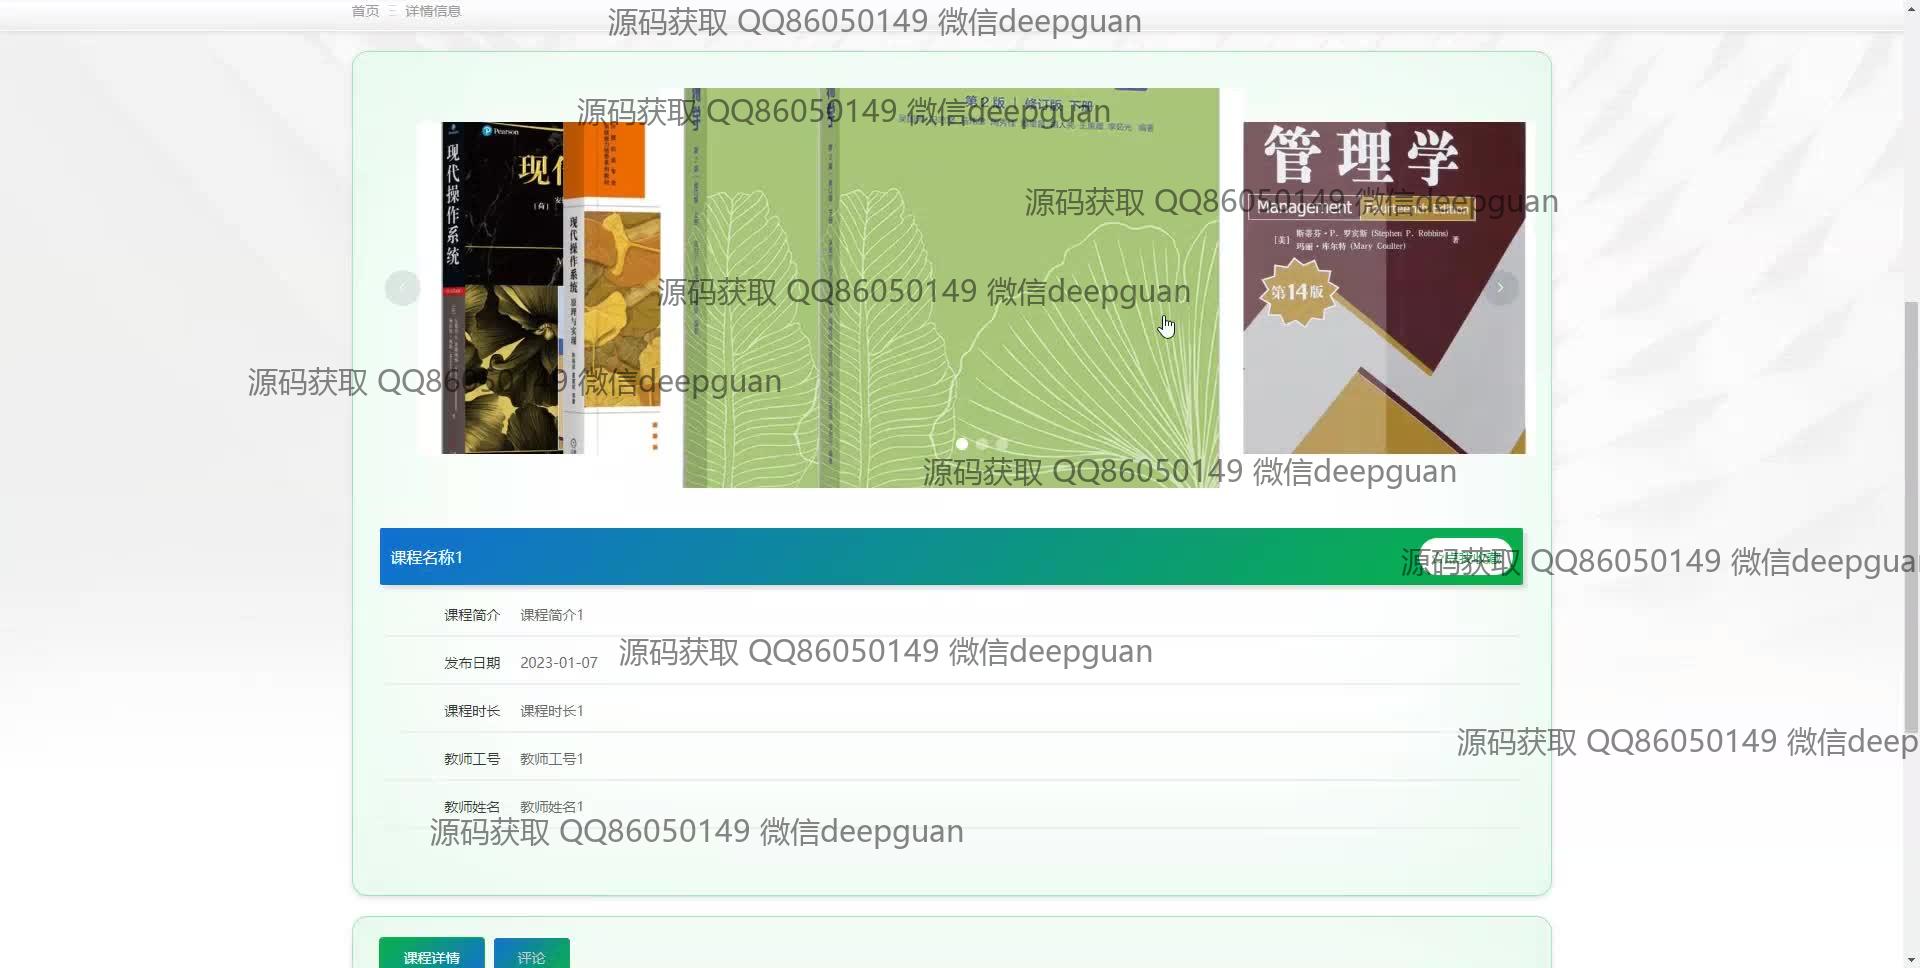 首页
详情信息
源码获取 QQ86050149 微信deepguan
源码获取 QQ86050149 微信deepguan
第2版 | 修订版 下册
Pearson
现代操作系统
现代操作系统 原理与实现
管理学
Management Fourteenth Edition
[美] 斯蒂芬·P. 罗宾斯 (Stephen P. Robbins)
玛丽·库尔特 (Mary Coulter) 著
第14版
源码获取 QQ86050149 微信deepguan
源码获取 QQ86050149 微信deepguan
源码获取 QQ86050149 微信deepguan
源码获取 QQ86050149 微信deepguan
课程名称1
源码获取 QQ86050149 微信deepgua
课程简介 课程简介1
源码获取 QQ86050149 微信deepguan
发布日期 2023-01-07
课程时长 课程时长1
源码获取 QQ86050149 微信deep
教师工号 教师工号1
教师姓名 教师姓名1
源码获取 QQ86050149 微信deepguan
课程详情 评论